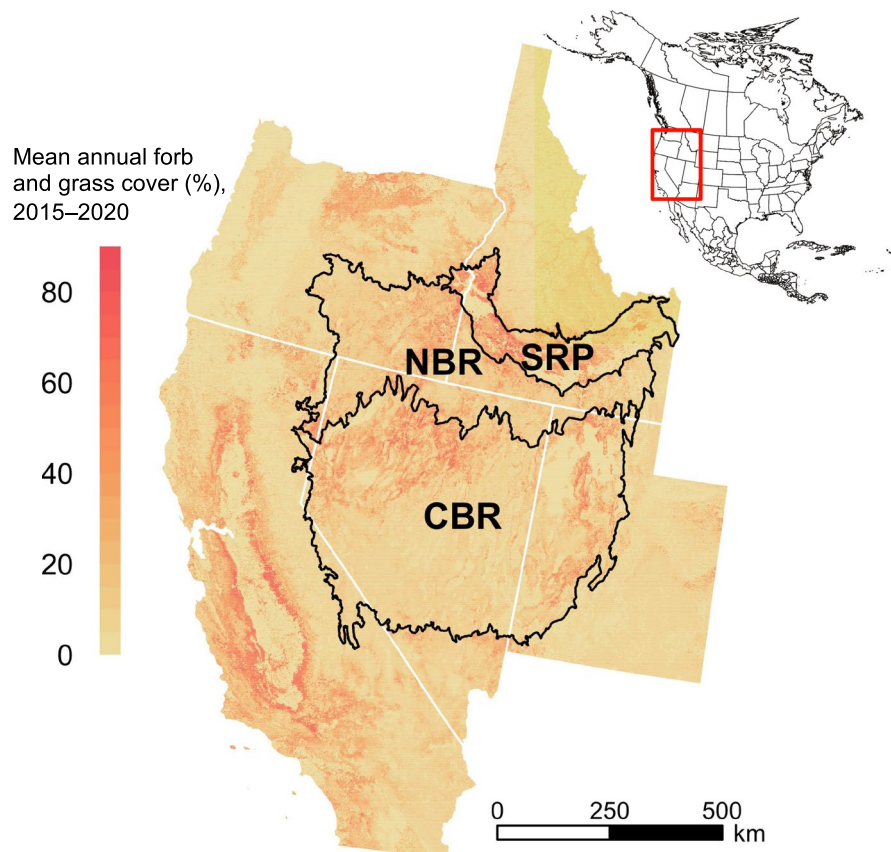 Mean annual forb
and grass cover (%),
2015–2020
80
60
40
20
0
NBR
SRP
CBR
0 250 500
km